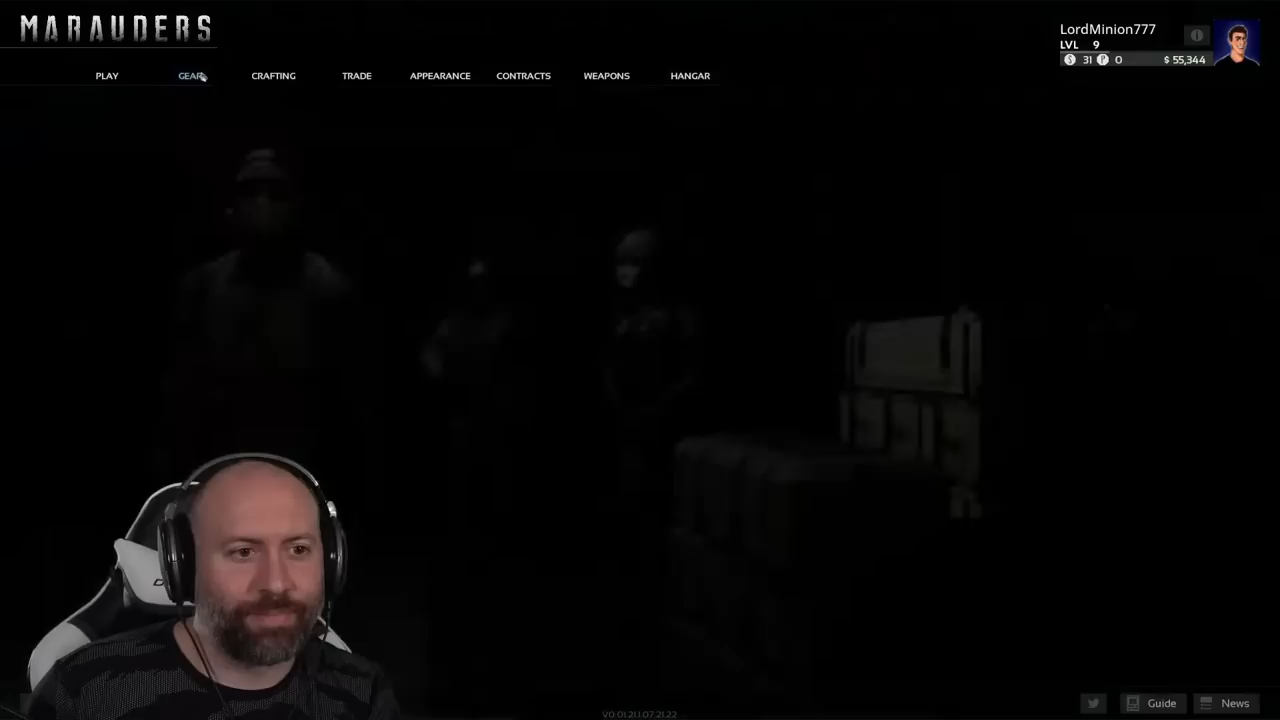 MARAUDERS
LordMinion777
LVL 9
S 31 P 0 $ 55,344
PLAY GEAR CRAFTING TRADE APPEARANCE CONTRACTS WEAPONS HANGAR
Guide News